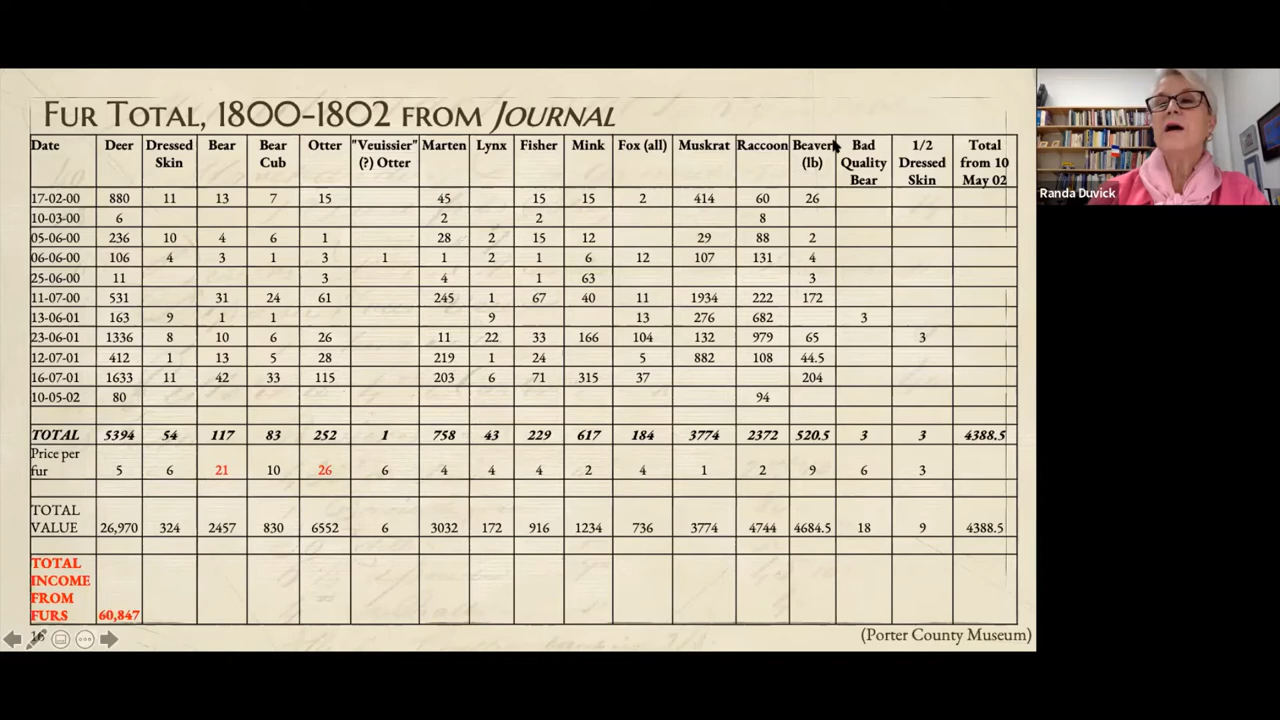 Fur Total, 1800-1802 from Journal
Date Deer Dressed Skin Bear Bear Cub Otter "Veuissier" (?) Otter Marten Lynx Fisher Mink Fox (all) Muskrat Raccoon Beaver (lb) Bad Quality Bear 1/2 Dressed Skin Total from 10 May 02
17-02-00 880 11 13 7 15 45 15 15 2 414 60 26
10-03-00 6 2 2 8
05-06-00 236 10 4 6 1 28 2 15 12 29 88 2
06-06-00 106 4 3 1 3 1 1 2 1 6 12 107 131 4
25-06-00 11 3 4 1 63 3
11-07-00 531 31 24 61 245 1 67 40 11 1934 222 172
13-06-01 163 9 1 1 9 13 276 682 3
23-06-01 1336 8 10 6 26 11 22 33 166 104 132 979 65 3
12-07-01 412 1 13 5 28 219 1 24 5 882 108 44.5
16-07-01 1633 11 42 33 115 203 6 71 315 37 204
10-05-02 80 94
TOTAL 5394 54 117 83 252 1 758 43 229 617 184 3774 2372 520.5 3 3 4388.5
Price per fur 5 6 21 10 26 6 4 4 4 2 4 1 2 9 6 3
TOTAL VALUE 26,970 324 2457 830 6552 6 3032 172 916 1234 736 3774 4744 4684.5 18 9 4388.5
TOTAL INCOME FROM FURS 60,847
16
(Porter County Museum)
Randa Duvick